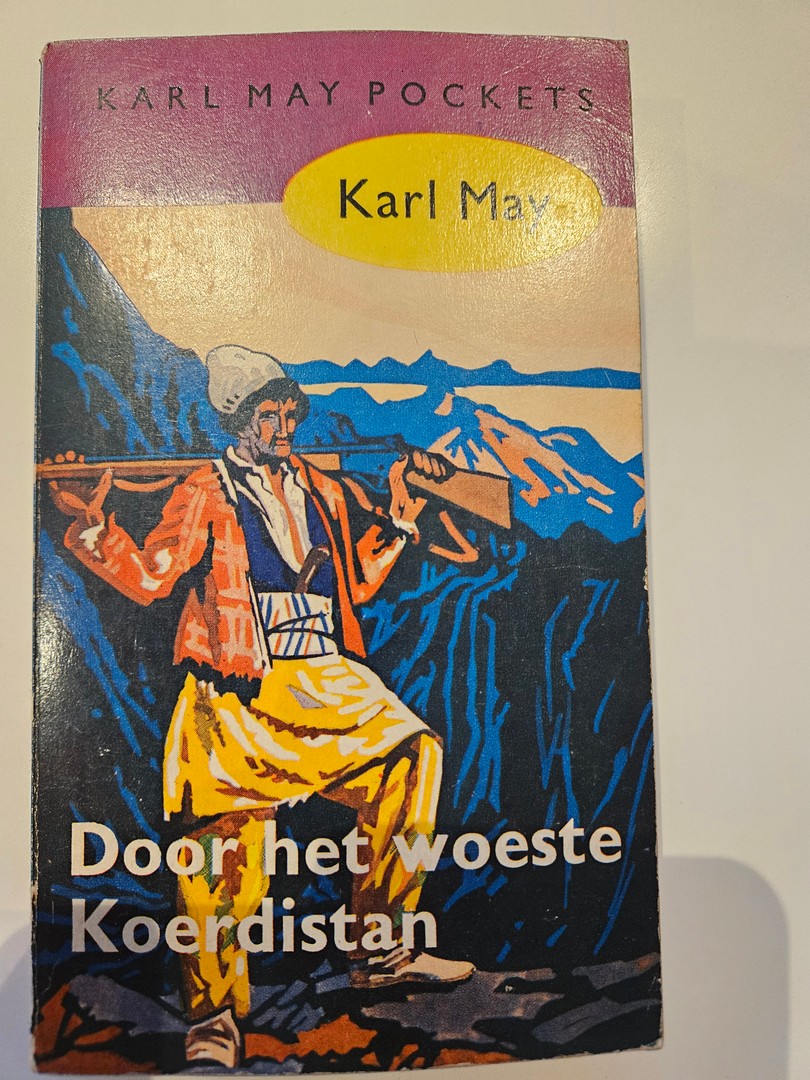 KARL MAY POCKETS
Karl May
Door het woeste
Koerdistan